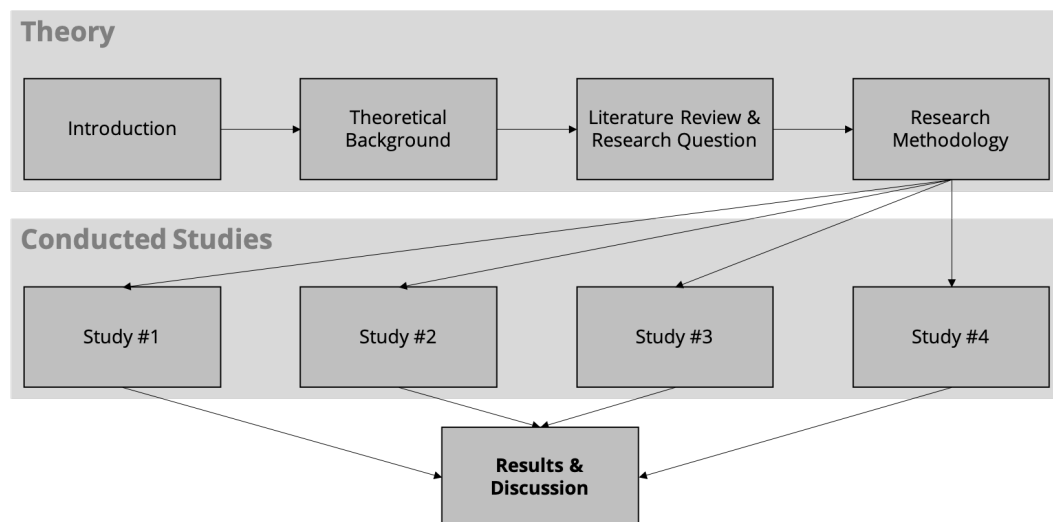 Theory
Introduction
Theoretical
Background
Literature Review &
Research Question
Research
Methodology
Conducted Studies
Study #1
Study #2
Study #3
Study #4
Results &
Discussion